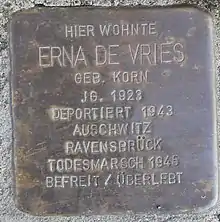 HIER WOHNTE
ERNA DE VRIES
GEB. KORN
JG. 1923
DEPORTIERT 1943
AUSCHWITZ
RAVENSBRÜCK
TODESMARSCH 1945
BEFREIT / ÜBERLEBT